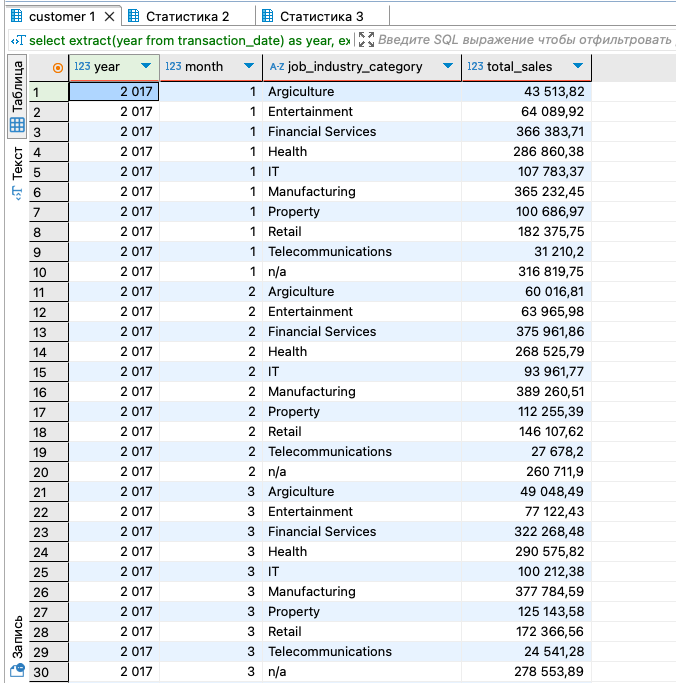 customer 1 Статистика 2 Статистика 3
select extract(year from transaction_date) as year, ex Введите SQL выражение чтобы отфильтровать
Таблица
Текст
Запись
123 year 123 month A-Z job_industry_category 123 total_sales
1 2 017 1 Argiculture 43 513,82
2 2 017 1 Entertainment 64 089,92
3 2 017 1 Financial Services 366 383,71
4 2 017 1 Health 286 860,38
5 2 017 1 IT 107 783,37
6 2 017 1 Manufacturing 365 232,45
7 2 017 1 Property 100 686,97
8 2 017 1 Retail 182 375,75
9 2 017 1 Telecommunications 31 210,2
10 2 017 1 n/a 316 819,75
11 2 017 2 Argiculture 60 016,81
12 2 017 2 Entertainment 63 965,98
13 2 017 2 Financial Services 375 961,86
14 2 017 2 Health 268 525,79
15 2 017 2 IT 93 961,77
16 2 017 2 Manufacturing 389 260,51
17 2 017 2 Property 112 255,39
18 2 017 2 Retail 146 107,62
19 2 017 2 Telecommunications 27 678,2
20 2 017 2 n/a 260 711,9
21 2 017 3 Argiculture 49 048,49
22 2 017 3 Entertainment 77 122,43
23 2 017 3 Financial Services 322 268,48
24 2 017 3 Health 290 575,82
25 2 017 3 IT 100 212,38
26 2 017 3 Manufacturing 377 784,59
27 2 017 3 Property 125 143,58
28 2 017 3 Retail 172 366,56
29 2 017 3 Telecommunications 24 541,28
30 2 017 3 n/a 278 553,89